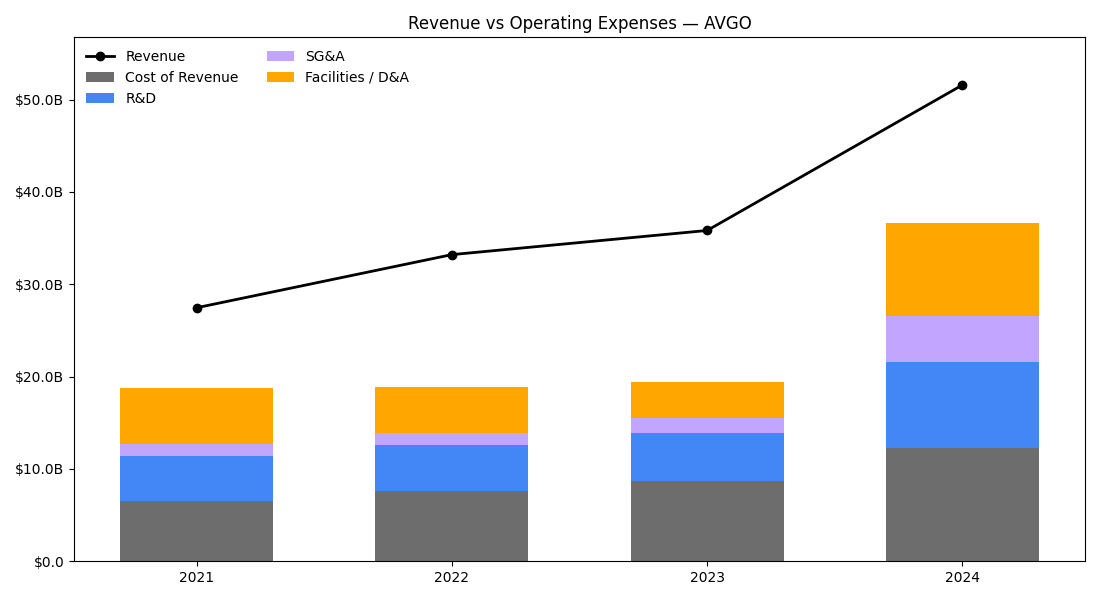 Revenue vs Operating Expenses — AVGO
Revenue
Cost of Revenue
R&D
SG&A
Facilities / D&A
$50.0B
$40.0B
$30.0B
$20.0B
$10.0B
$0.0
2021 2022 2023 2024